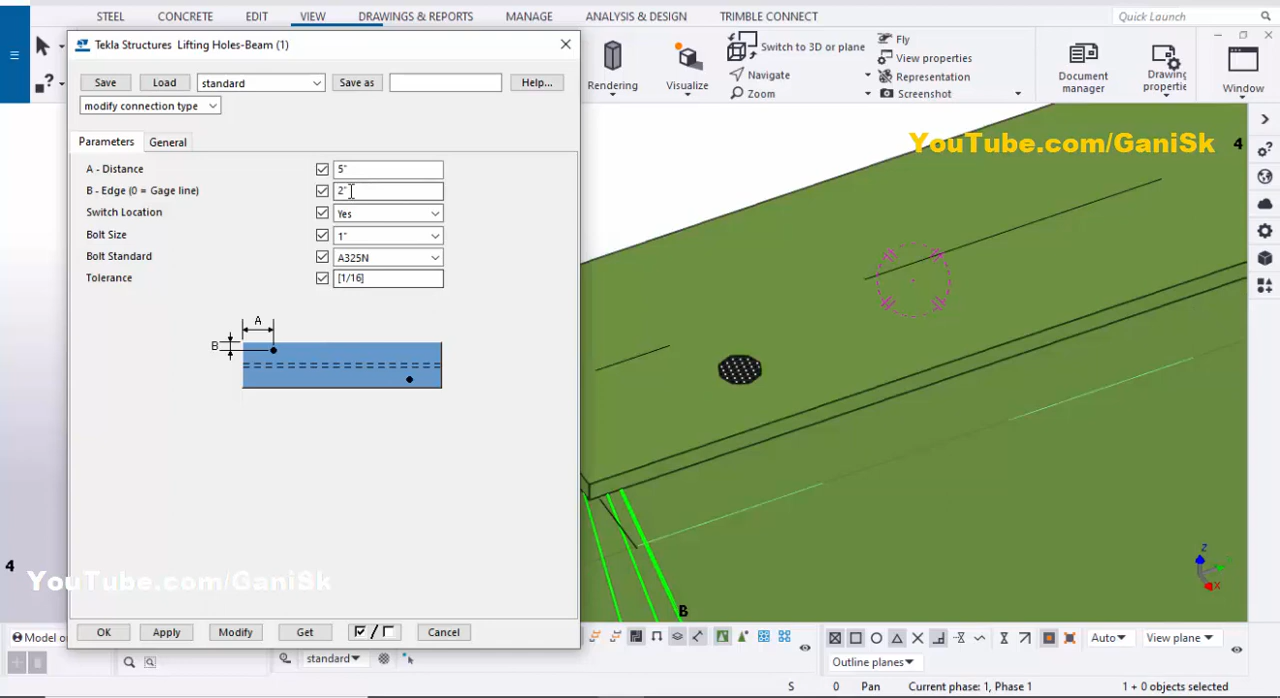 STEEL CONCRETE EDIT VIEW DRAWINGS & REPORTS MANAGE ANALYSIS & DESIGN TRIMBLE CONNECT Quick Launch
Tekla Structures Lifting Holes-Beam (1)
Save Load standard Save as Help...
modify connection type
Parameters General
A - Distance 5"
B - Edge (0 = Gage line) 2"
Switch Location Yes
Bolt Size 1"
Bolt Standard A325N
Tolerance [1/16]
A
B
OK Apply Modify Get / Cancel
Rendering
Visualize
Switch to 3D or plane
Navigate
Zoom
Fly
View properties
Representation
Screenshot
Document
manager
Drawing
properties
Window
YouTube.com/GaniSk 4
4
YouTube.com/GaniSk
B
Z
Model
standard
Auto View plane
Outline planes
S 0 Pan Current phase: 1, Phase 1 1 + 0 objects selected